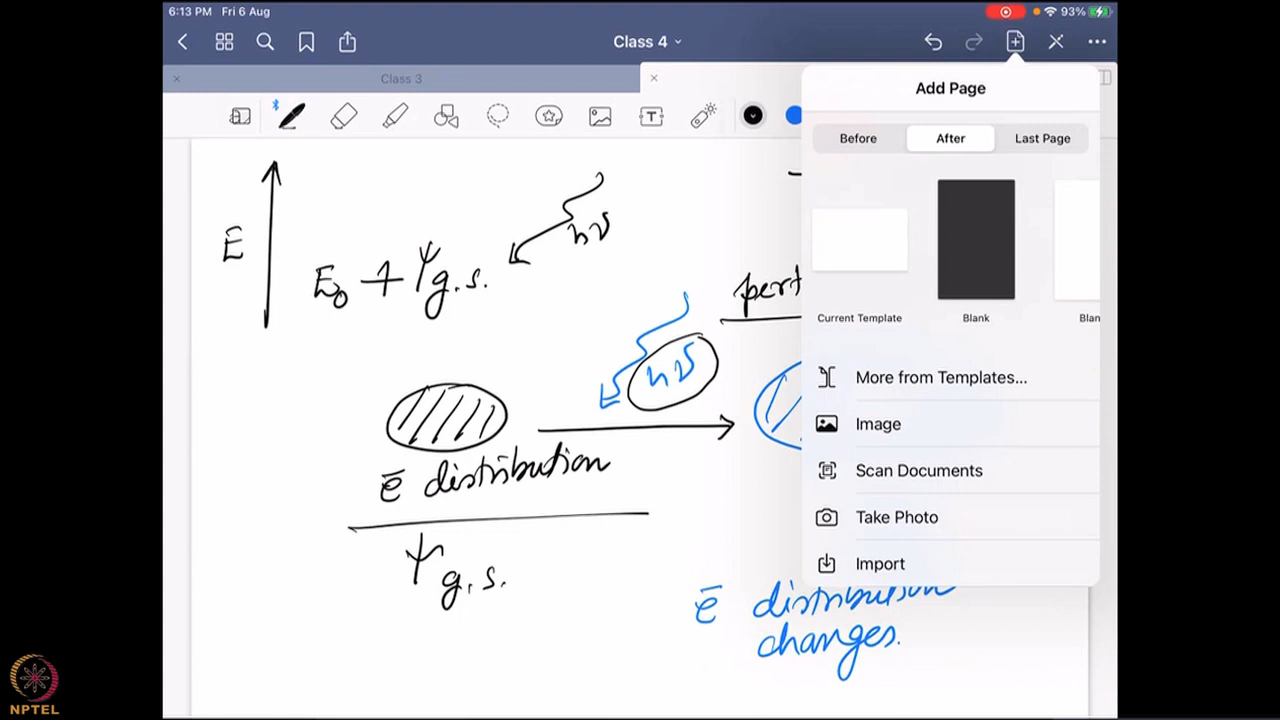 6:13 PM Fri 6 Aug
93%
Class 4
Class 3
Add Page
Before After Last Page
Current Template
Blank
Blan
More from Templates...
Image
Scan Documents
Take Photo
Import
E
E₀ + Ψg.s.
hν
pert
hν
ē distribution
Ψg.s.
ē distribution
changes.
NPTEL